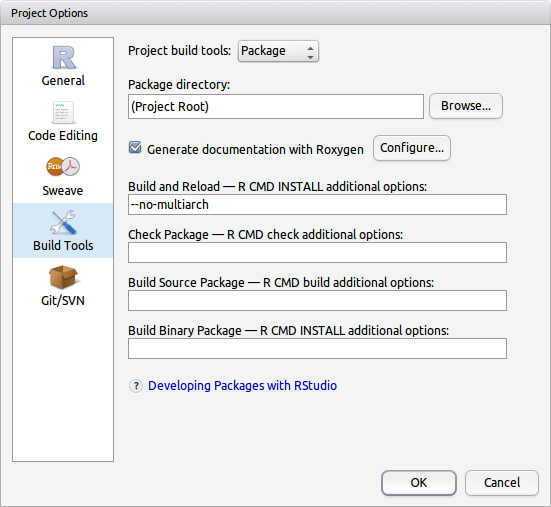 Project Options
General
Code Editing
Rnw
Sweave
Build Tools
Git/SVN
Project build tools: Package
Package directory:
(Project Root) Browse...
Generate documentation with Roxygen Configure...
Build and Reload — R CMD INSTALL additional options:
--no-multiarch
Check Package — R CMD check additional options:
Build Source Package — R CMD build additional options:
Build Binary Package — R CMD INSTALL additional options:
? Developing Packages with RStudio
OK Cancel